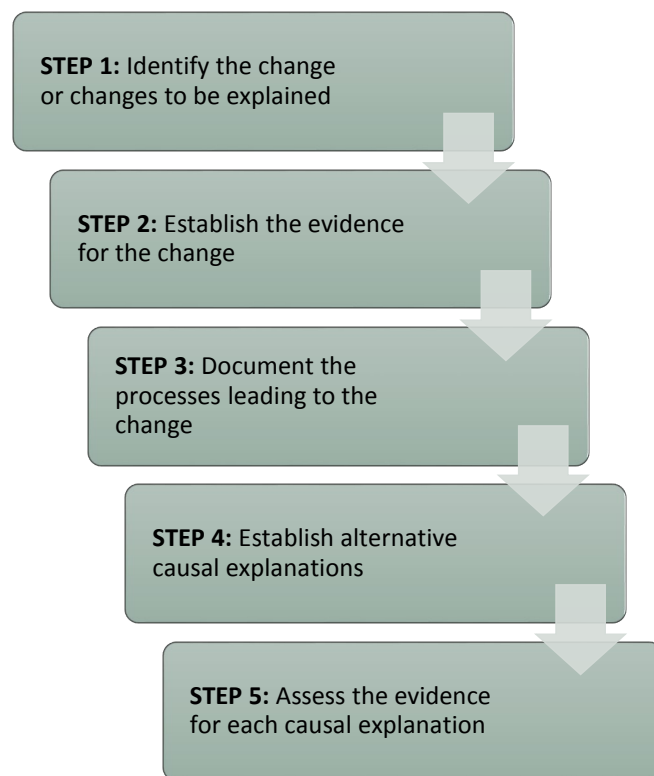 STEP 1: Identify the change
or changes to be explained
STEP 2: Establish the evidence
for the change
STEP 3: Document the
processes leading to the
change
STEP 4: Establish alternative
causal explanations
STEP 5: Assess the evidence
for each causal explanation